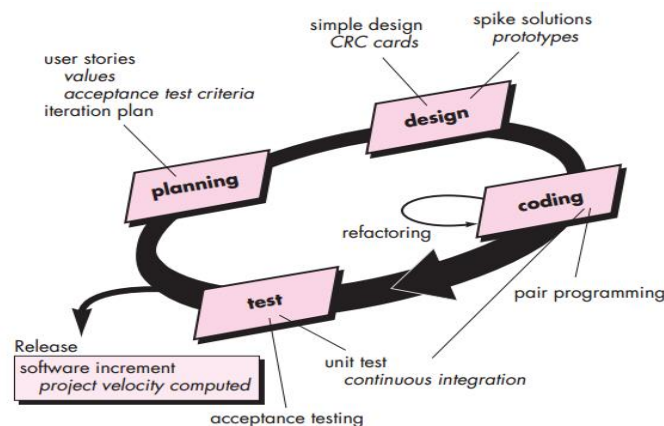 simple design
CRC cards
spike solutions
prototypes
user stories
values
acceptance test criteria
iteration plan
design
planning
coding
refactoring
test
pair programming
Release
software increment
project velocity computed
unit test
continuous integration
acceptance testing